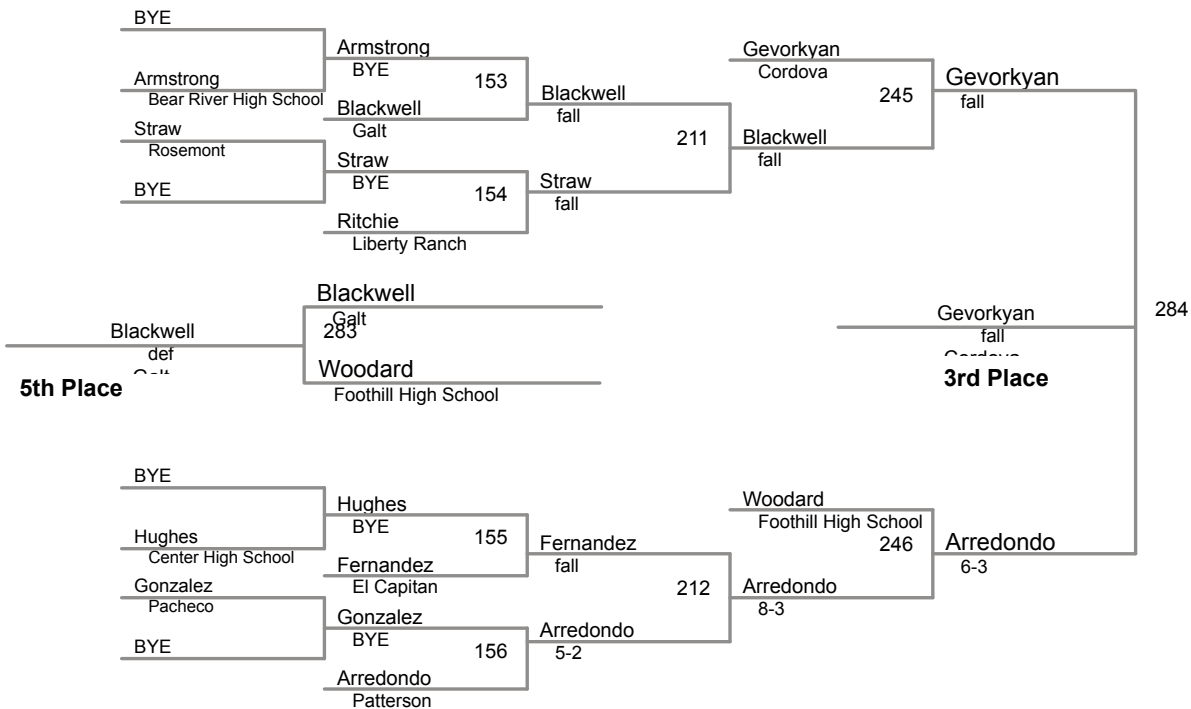 BYE
Armstrong
Bear River High School
Straw
Rosemont
BYE
Armstrong
BYE
153
Blackwell
Galt
Straw
BYE
154
Ritchie
Liberty Ranch
Blackwell
fall
211
Straw
fall
Gevorkyan
Cordova
245
Blackwell
fall
Gevorkyan
fall
Blackwell
Galt
283
Woodard
Foothill High School
Blackwell
def
5th Place
Gevorkyan
fall
284
3rd Place
BYE
Hughes
Center High School
Gonzalez
Pacheco
BYE
Hughes
BYE
155
Fernandez
El Capitan
Gonzalez
BYE
156
Arredondo
Patterson
Fernandez
fall
212
Arredondo
5-2
Woodard
Foothill High School
246
Arredondo
8-3
Arredondo
6-3